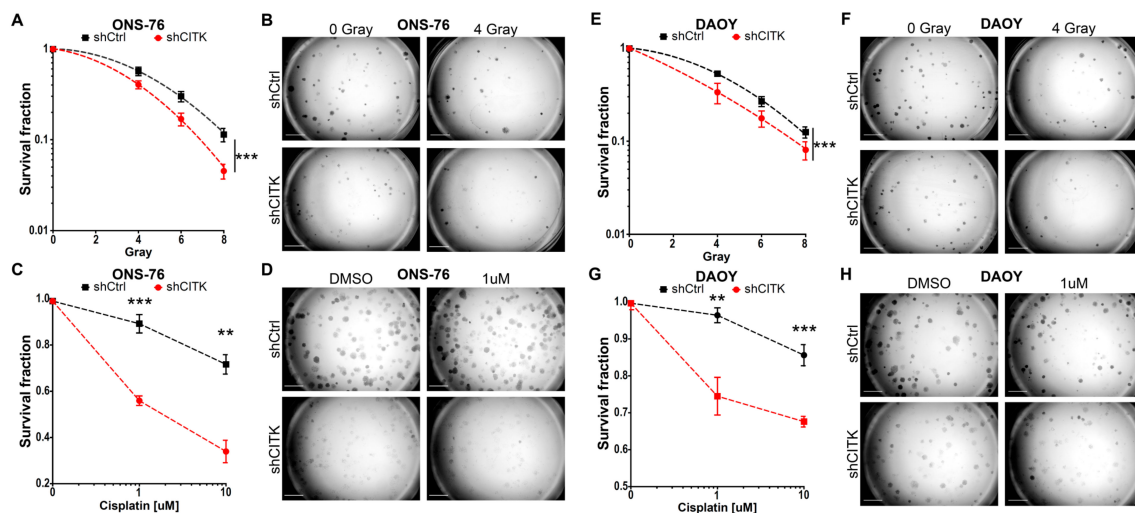 A
ONS-76
shCtrl
shCITK
Survival fraction
1
0.1
0.01
0
2
4
6
8
Gray
***
B
ONS-76
0 Gray
4 Gray
shCtrl
shCITK
C
ONS-76
shCtrl
shCITK
Survival fraction
1.0
0.8
0.6
0.4
0.2
0
1
10
Cisplatin [uM]
***
**
D
ONS-76
DMSO
1uM
shCtrl
shCITK
E
DAOY
shCtrl
shCITK
Survival fraction
1
0.1
0.01
0
2
4
6
8
Gray
***
F
DAOY
0 Gray
4 Gray
shCtrl
shCITK
G
DAOY
shCtrl
shCITK
Survival fraction
1.0
0.9
0.8
0.7
0.6
0.5
0
1
10
Cisplatin [uM]
**
***
H
DAOY
DMSO
1uM
shCtrl
shCITK